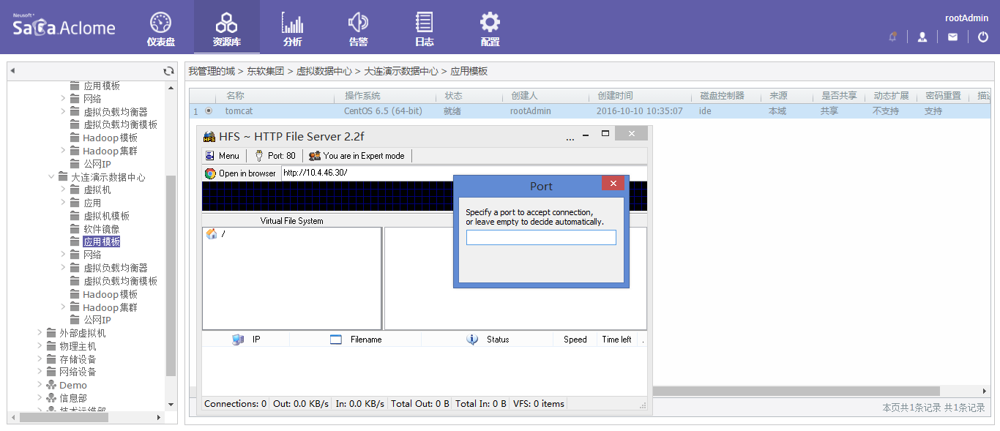 Neusoft
SaCa.Aclome
仪表盘
资源库
分析
告警
日志
配置
rootAdmin
应用模板
网络
虚拟负载均衡器
虚拟负载均衡模板
Hadoop模板
Hadoop集群
公网IP
大连演示数据中心
虚拟机
应用
虚拟机模板
软件镜像
应用模板
网络
虚拟负载均衡器
虚拟负载均衡模板
Hadoop模板
Hadoop集群
公网IP
外部虚拟机
物理主机
存储设备
网络设备
Demo
信息部
技术运维部
我管理的域 > 东软集团 > 虚拟数据中心 > 大连演示数据中心 > 应用模板
名称 操作系统 状态 创建人 创建时间 磁盘控制器 来源 是否共享 动态扩展 密码重置 描述
1 tomcat CentOS 6.5 (64-bit) 就绪 rootAdmin 2016-10-10 10:35:07 ide 本域 共享 不支持 支持
HFS ~ HTTP File Server 2.2f ...
Menu Port: 80 You are in Expert mode
Open in browser http://10.4.46.30/
Virtual File System
/
Port
Specify a port to accept connection,
or leave empty to decide automatically.
IP Filename Status Speed Time left .
Connections: 0 Out: 0.0 KB/s In: 0.0 KB/s Total Out: 0 B Total In: 0 B VFS: 0 items
本页共1条记录 共1条记录